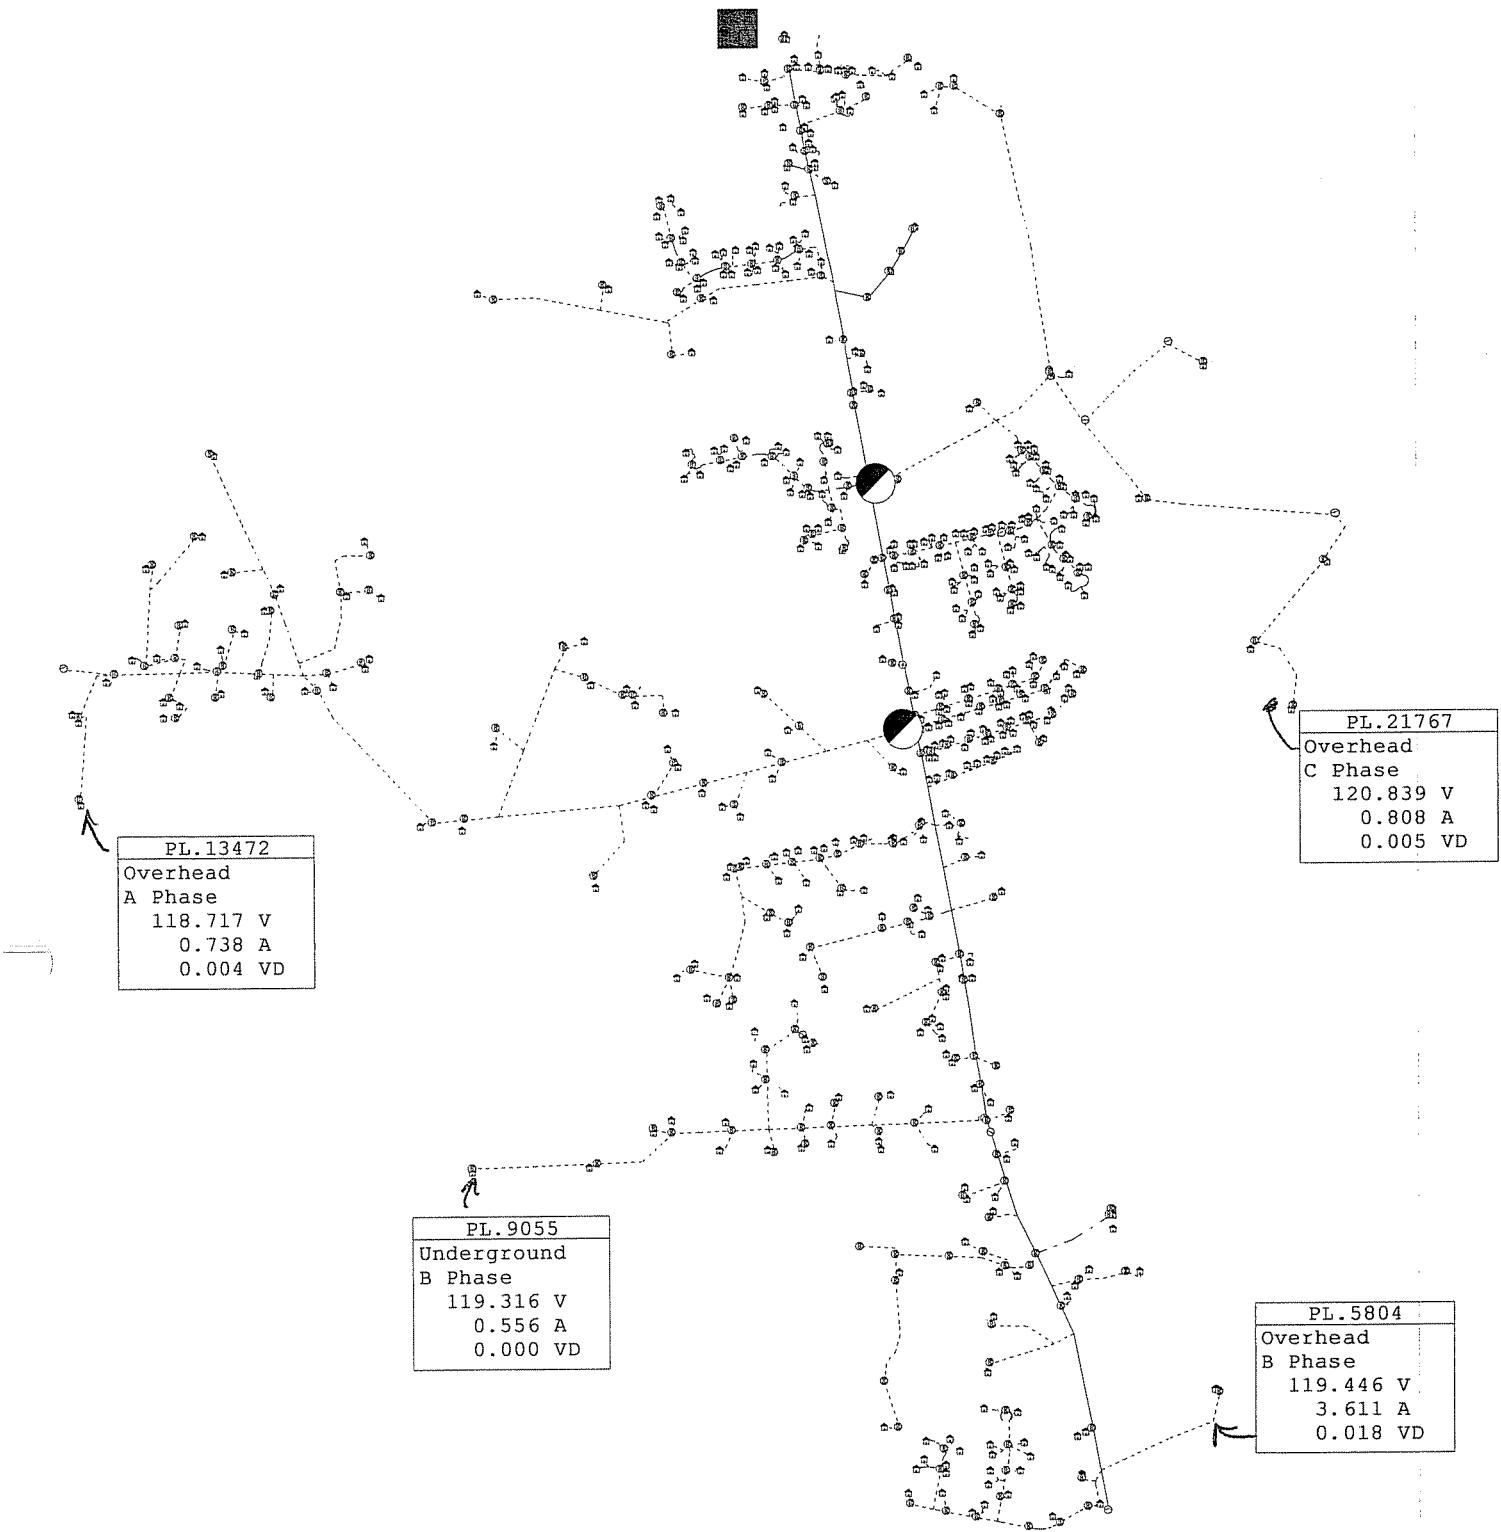 PL.21767
Overhead
C Phase
120.839 V
0.808 A
0.005 VD
PL.13472
Overhead
A Phase
118.717 V
0.738 A
0.004 VD
PL.9055
Underground
B Phase
119.316 V
0.556 A
0.000 VD
PL.5804
Overhead
B Phase
119.446 V
3.611 A
0.018 VD